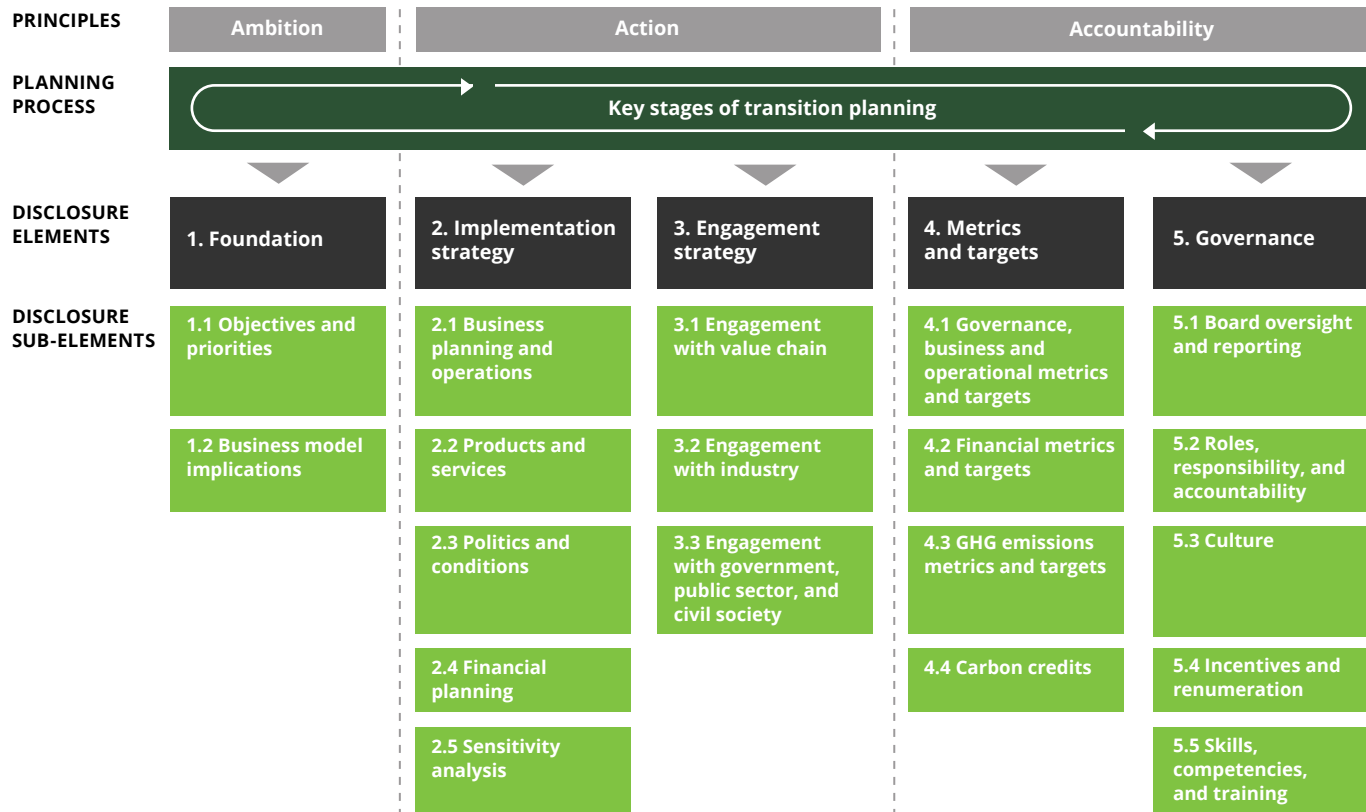 PRINCIPLES
Ambition
Action
Accountability
PLANNING
PROCESS
Key stages of transition planning
DISCLOSURE
ELEMENTS
1. Foundation
2. Implementation
strategy
3. Engagement
strategy
4. Metrics
and targets
5. Governance
DISCLOSURE
SUB-ELEMENTS
1.1 Objectives and
priorities
1.2 Business model
implications
2.1 Business
planning and
operations
2.2 Products and
services
2.3 Politics and
conditions
2.4 Financial
planning
2.5 Sensitivity
analysis
3.1 Engagement
with value chain
3.2 Engagement
with industry
3.3 Engagement
with government,
public sector, and
civil society
4.1 Governance,
business and
operational metrics
and targets
4.2 Financial metrics
and targets
4.3 GHG emissions
metrics and targets
4.4 Carbon credits
5.1 Board oversight
and reporting
5.2 Roles,
responsibility, and
accountability
5.3 Culture
5.4 Incentives and
renumeration
5.5 Skills,
competencies,
and training